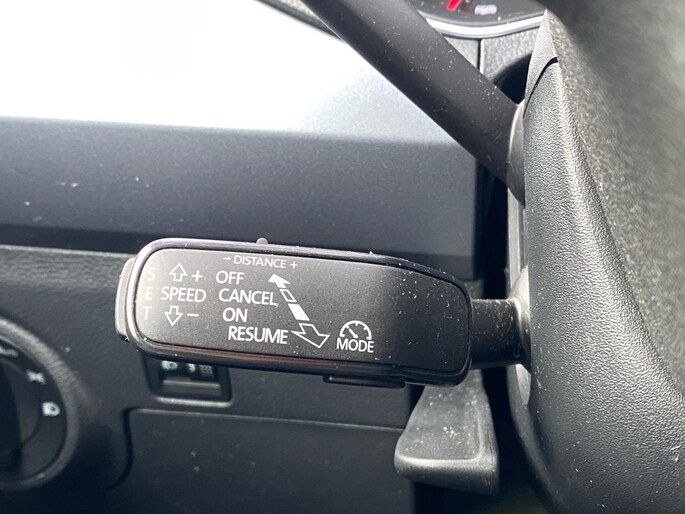 - DISTANCE +
S + OFF
E SPEED CANCEL
T - ON
RESUME
MODE